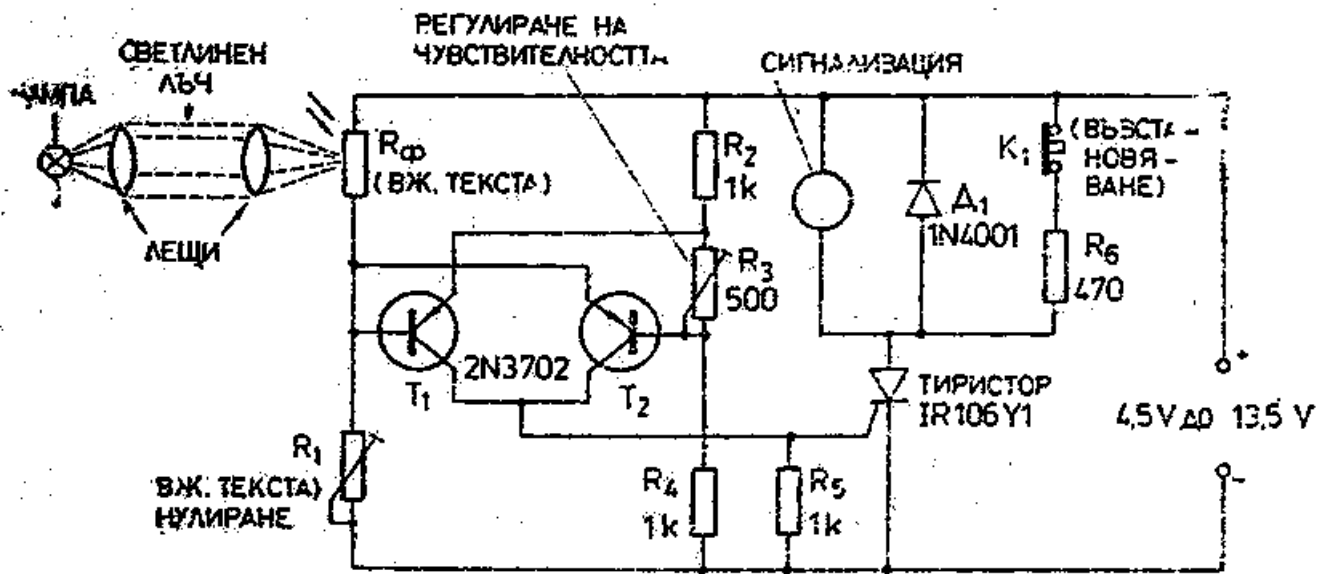 РЕГУЛИРАЧЕ НА
ЧУВСТВИТЕЛНОСТТА
СВЕТЛИНЕН
ЛЪЧ
ЛАМПА
ЛЕЩИ
СИГНАЛИЗАЦИЯ
Rф
(ВЖ. ТЕКСТА)
R2
1k
R3
500
Д1
1N4001
K1
(ВЪЗСТА-
НОВЯ-
ВАНЕ)
R6
470
T1
2N3702
T2
ТИРИСТОР
IR106Y1
+
4,5V ДО 13,5 V
-
R1
ВЖ. ТЕКСТА)
НУЛИРАНЕ
R4
1k
R5
1k